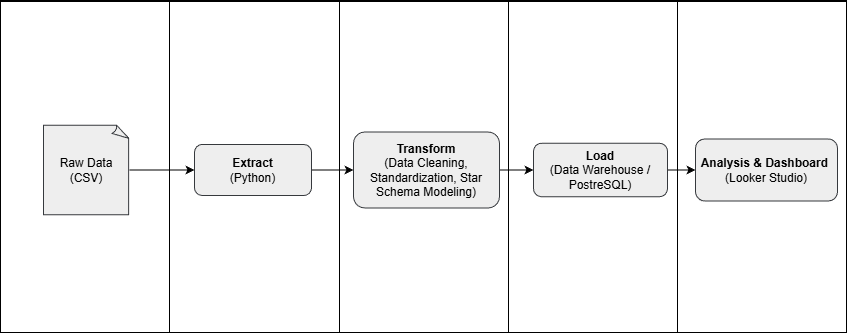 Raw Data
(CSV)
Extract
(Python)
Transform
(Data Cleaning,
Standardization, Star
Schema Modeling)
Load
(Data Warehouse /
PostreSQL)
Analysis & Dashboard
(Looker Studio)